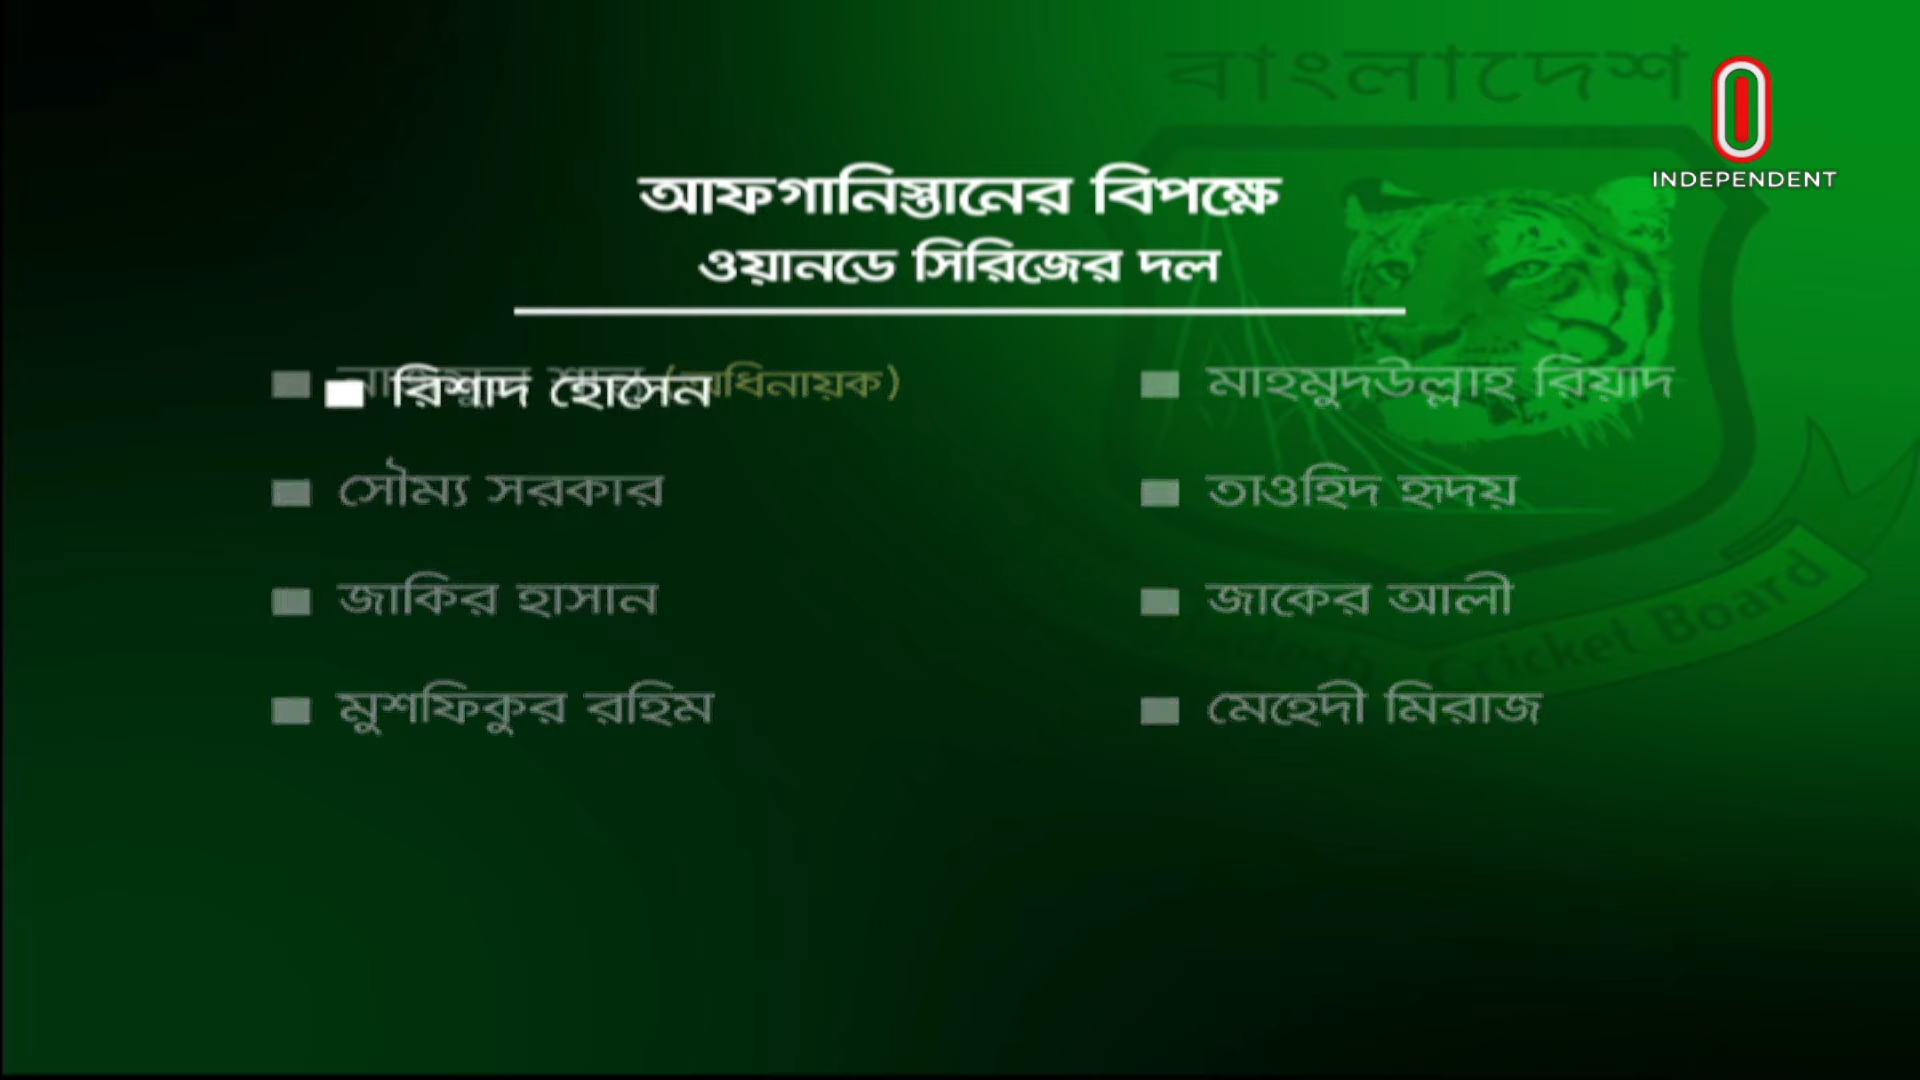 বাংলাদেশ
INDEPENDENT
আফগানিস্তানের বিপক্ষে
ওয়ানডে সিরিজের দল
(অধিনায়ক)
রিশাদ হোসেন
মাহমুদউল্লাহ রিয়াদ
সৌম্য সরকার
তাওহিদ হৃদয়
জাকির হাসান
জাকের আলী
মুশফিকুর রহিম
মেহেদী মিরাজ
Cricket Board